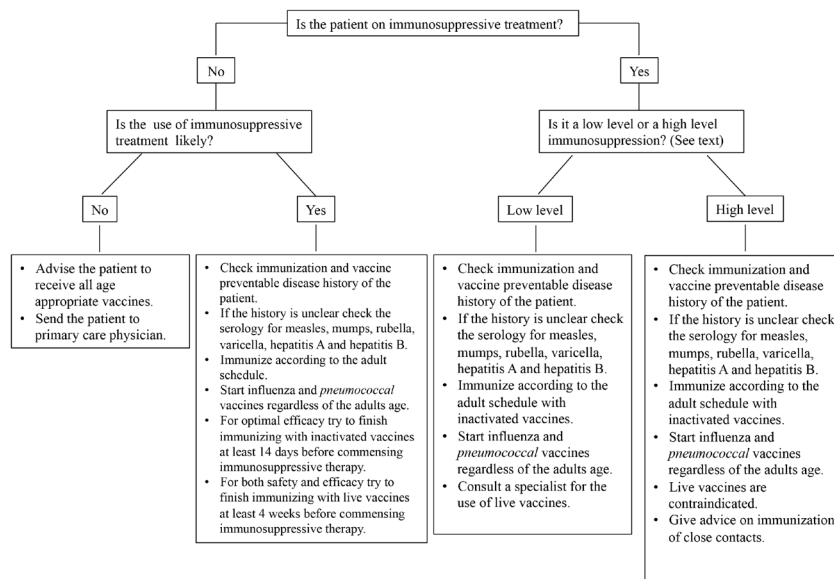 Is the patient on immunosuppressive treatment?
No
Yes
Is the  use of immunosuppressive
treatment  likely?
Is it a low level or a high level
immunosuppression? (See text)
No
Yes
Low level
High level
• Advise the patient to
receive all age
appropriate vaccines.
• Send the patient to
primary care physician.
• Check immunization and vaccine
preventable disease history of the
patient.
• If the history is unclear check the
serology for measles, mumps, rubella,
varicella, hepatitis A and hepatitis B.
• Immunize according to the adult
schedule.
• Start influenza and pneumococcal
vaccines regardless of the adults age.
• For optimal efficacy try to finish
immunizing with inactivated vaccines
at least 14 days before commensing
immunosuppressive therapy.
• For both safety and efficacy try to
finish immunizing with live vaccines
at least 4 weeks before commensing
immunosuppressive therapy.
• Check immunization and
vaccine preventable disease
history of the patient.
• If the history is unclear check
the serology for measles,
mumps, rubella, varicella,
hepatitis A and hepatitis B.
• Immunize according to the
adult schedule with
inactivated vaccines.
• Start influenza and
pneumococcal vaccines
regardless of the adults age.
• Consult a specialist for the
use of live vaccines.
• Check immunization and
vaccine preventable disease
history of the patient.
• If the history is unclear check
the serology for measles,
mumps, rubella, varicella,
hepatitis A and hepatitis B.
• Immunize according to the
adult schedule with
inactivated vaccines.
• Start influenza and
pneumococcal vaccines
regardless of the adults age.
• Live vaccines are
contraindicated.
• Give advice on immunization
of close contacts.